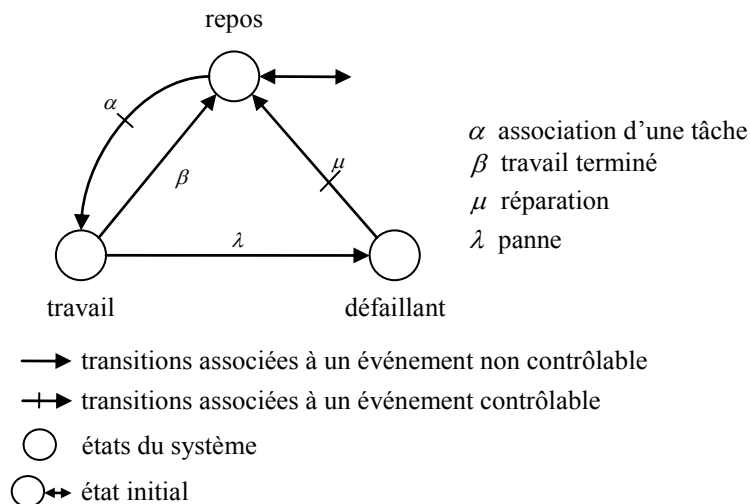 repos
α
β
μ
λ
travail
défaillant
α association d’une tâche
β travail terminé
μ réparation
λ panne
transitions associées à un événement non contrôlable
transitions associées à un événement contrôlable
états du système
état initial